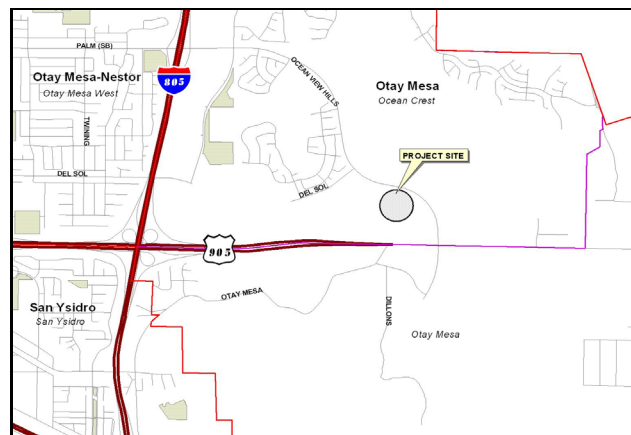 PALM (SB)
Otay Mesa-Nestor
Otay Mesa West
805
OCEAN VIEW HILLS
Otay Mesa
Ocean Crest
TWINING
PROJECT SITE
DEL SOL
DEL SOL
905
OTAY MESA
San Ysidro
San Ysidro
DILLONS
Otay Mesa